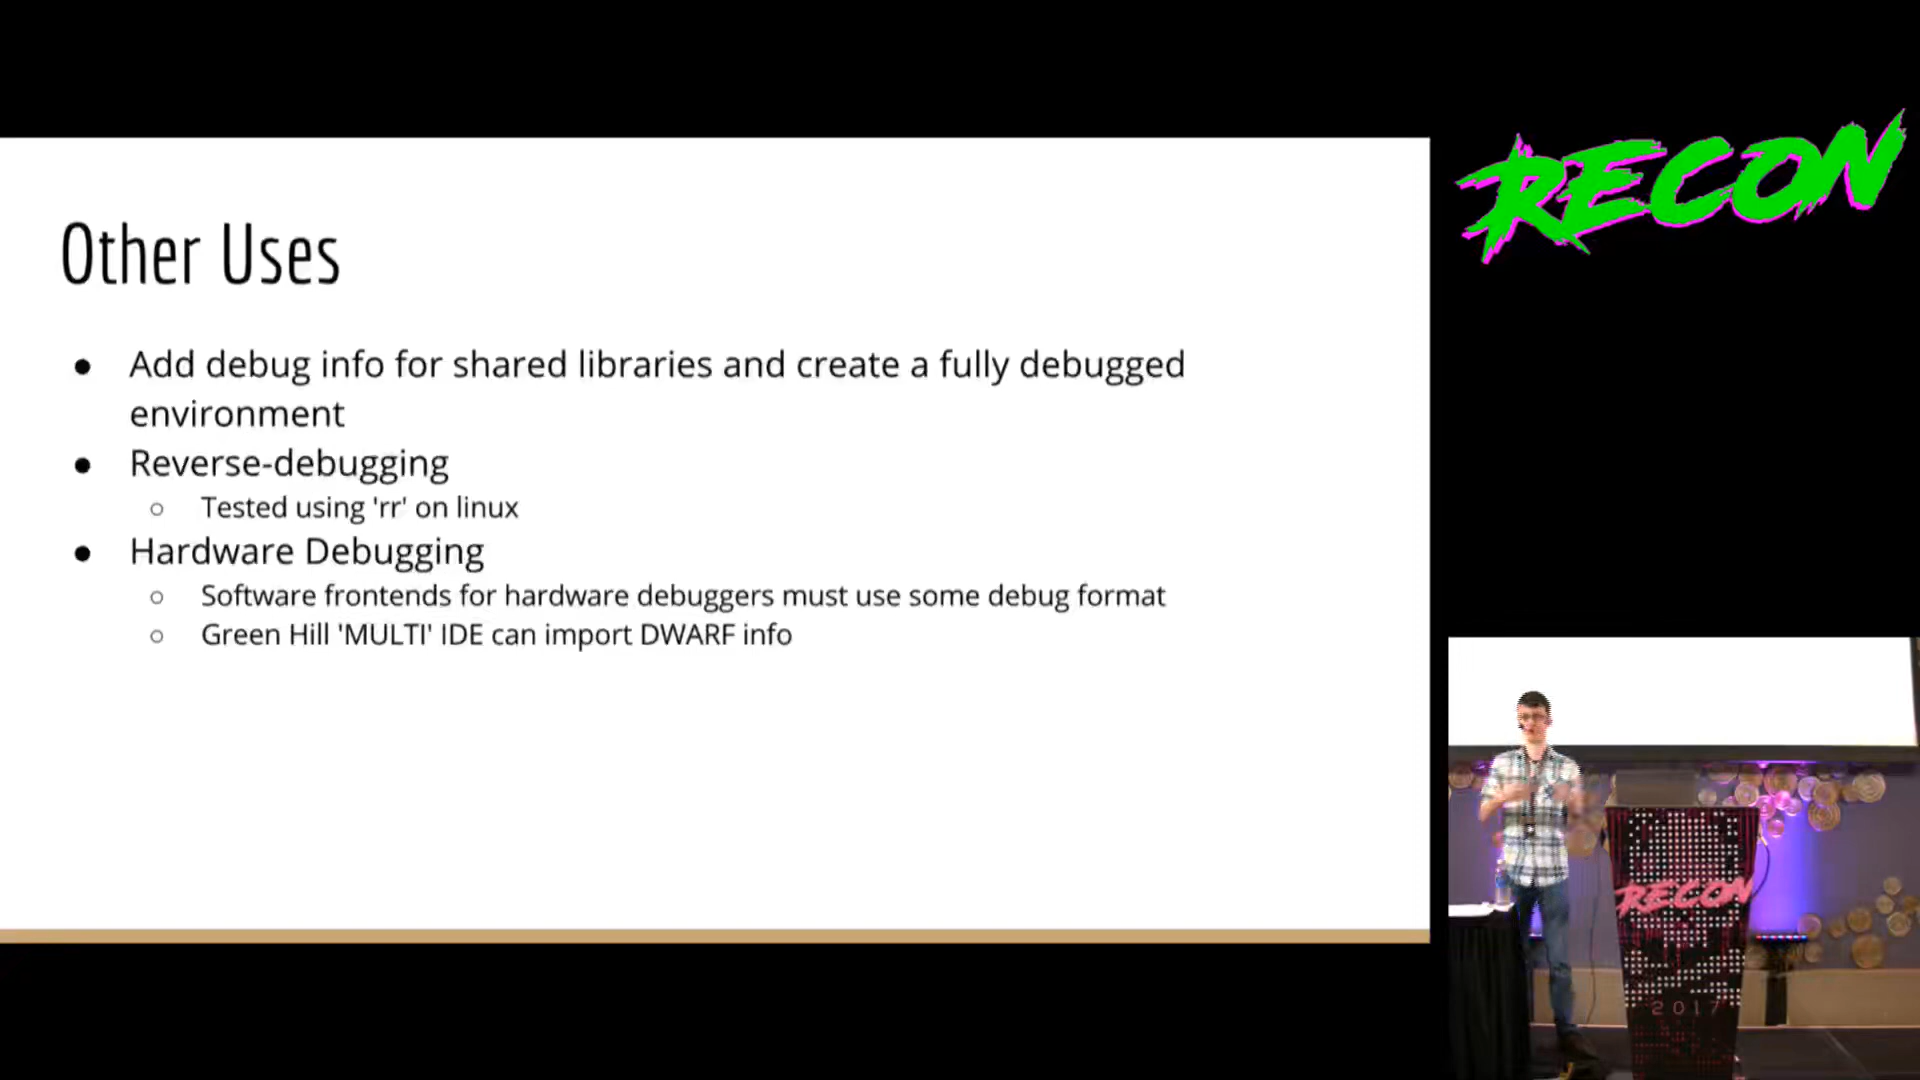 RECON
Other Uses
● Add debug info for shared libraries and create a fully debugged
environment
● Reverse-debugging
○ Tested using 'rr' on linux
● Hardware Debugging
○ Software frontends for hardware debuggers must use some debug format
○ Green Hill 'MULTI' IDE can import DWARF info
RECON
2017